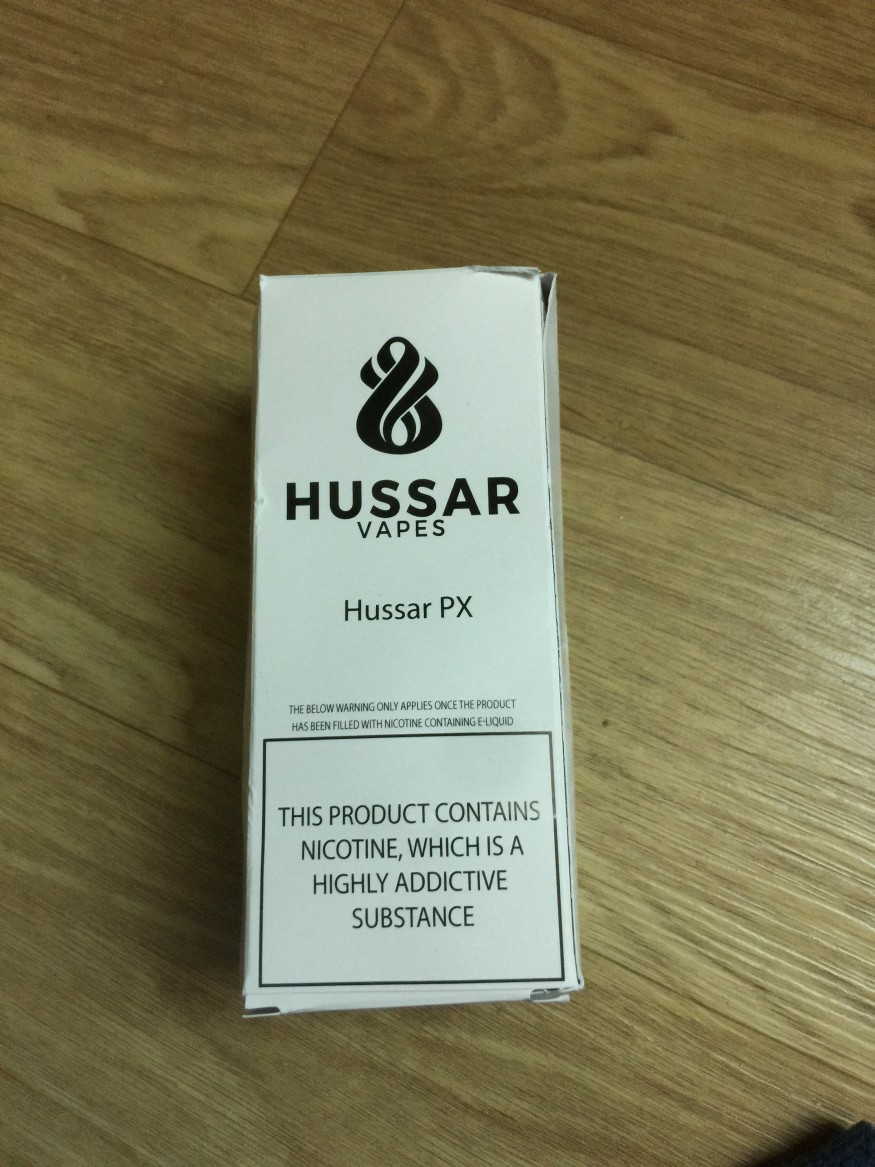 HUSSAR
VAPES
Hussar PX
THE BELOW WARNING ONLY APPLIES ONCE THE PRODUCT
HAS BEEN FILLED WITH NICOTINE CONTAINING E-LIQUID
THIS PRODUCT CONTAINS
NICOTINE, WHICH IS A
HIGHLY ADDICTIVE
SUBSTANCE